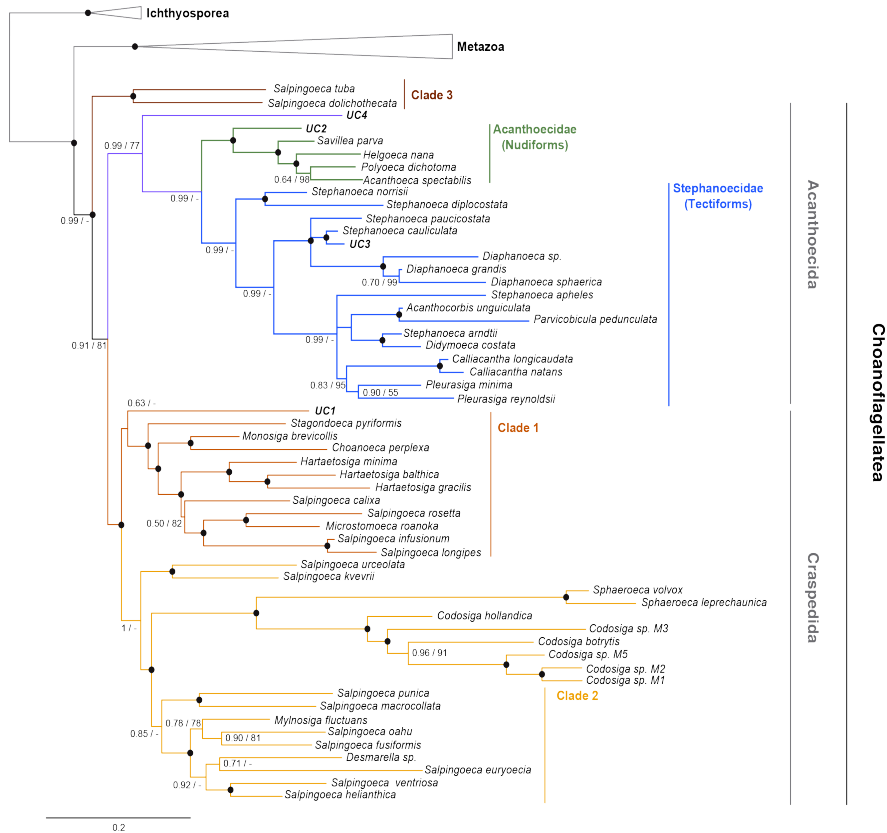 Ichthyosporea
Metazoa
Salpingoeca tuba
Clade 3
Salpingoeca dolichothecata
UC4
UC2
Acanthoecidae
(Nudiforms)
Savillea parva
0.99 / 77
Helgoeca nana
Polyoeca dichotoma
0.64 / 98
Acanthoeca spectabilis
Stephanoecidae
(Tectiforms)
Stephanoeca norrisii
0.99 / -
Stephanoeca diplocostata
Acanthoecida
Stephanoeca paucicostata
0.99 / -
Stephanoeca cauliculata
UC3
0.99 / -
Diaphanoeca sp.
Diaphanoeca grandis
0.70 / 99
Diaphanoeca sphaerica
0.99 / -
Stephanoeca apheles
Acanthocorbis unguiculata
Parvicobicula pedunculata
Stephanoeca arndtii
0.99 / -
Didymoeca costata
0.91 / 81
Calliacantha longicaudata
Calliacantha natans
0.83 / 95
Pleurasiga minima
0.90 / 55
Pleurasiga reynoldsii
Choanoflagellatea
0.63 / -
UC1
Stagondoeca pyriformis
Clade 1
Monosiga brevicollis
Choanoeca perplexa
Hartaetosiga minima
Hartaetosiga balthica
Hartaetosiga gracilis
Salpingoeca calixa
Salpingoeca rosetta
0.50 / 82
Microstomoeca roanoka
Salpingoeca infusionum
Salpingoeca longipes
Craspedida
Salpingoeca urceolata
Salpingoeca kvevrii
Sphaeroeca volvox
Sphaeroeca leprechaunica
Codosiga hollandica
1 / -
Codosiga sp. M3
Codosiga botrytis
0.96 / 91
Codosiga sp. M5
Codosiga sp. M2
Codosiga sp. M1
Clade 2
Salpingoeca punica
Salpingoeca macrocollata
0.78 / 78
Mylnosiga fluctuans
0.85 / -
Salpingoeca oahu
0.90 / 81
Salpingoeca fusiformis
Desmarella sp.
0.71 / -
Salpingoeca euryoecia
0.92 / -
Salpingoeca ventriosa
Salpingoeca helianthica
0.2